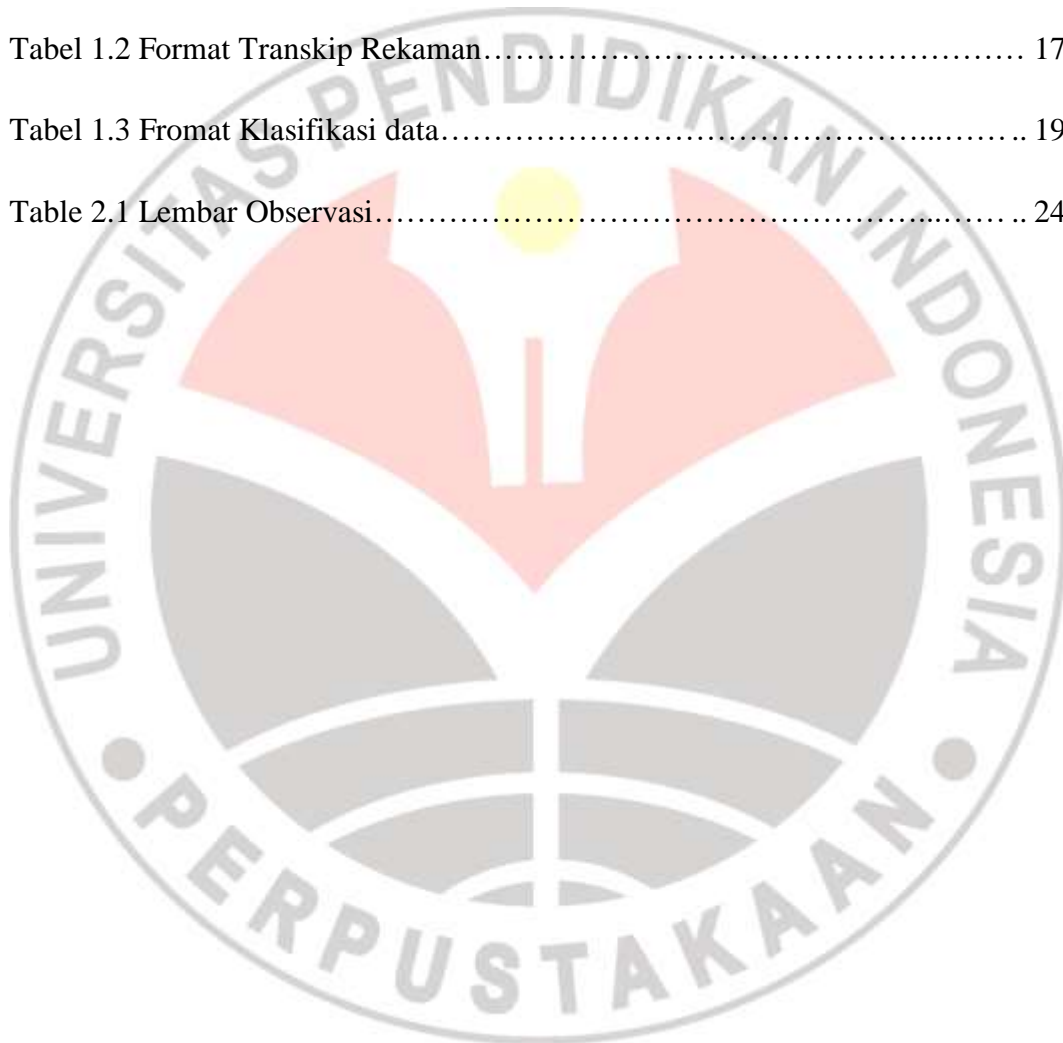 Tabel 1.2 Format Transkip Rekaman………………………………………… 17
Tabel 1.3 Fromat Klasifikasi data……………………………………...…….. 19
Table 2.1 Lembar Observasi……………………………………………...…….. 24
UNIVERSITAS PENDIDIKAN INDONESIA
PERPUSTAKAAN